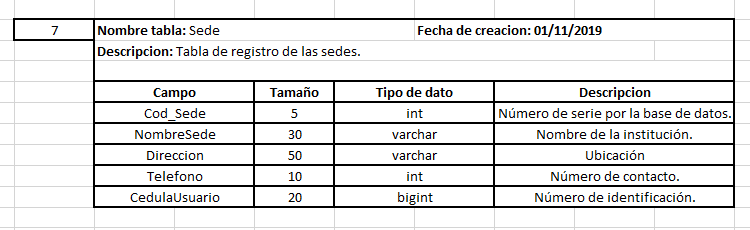 7 Nombre tabla: Sede Fecha de creacion: 01/11/2019
Descripcion: Tabla de registro de las sedes.
Campo Tamaño Tipo de dato Descripcion
Cod_Sede 5 int Número de serie por la base de datos.
NombreSede 30 varchar Nombre de la institución.
Direccion 50 varchar Ubicación
Telefono 10 int Número de contacto.
CedulaUsuario 20 bigint Número de identificación.